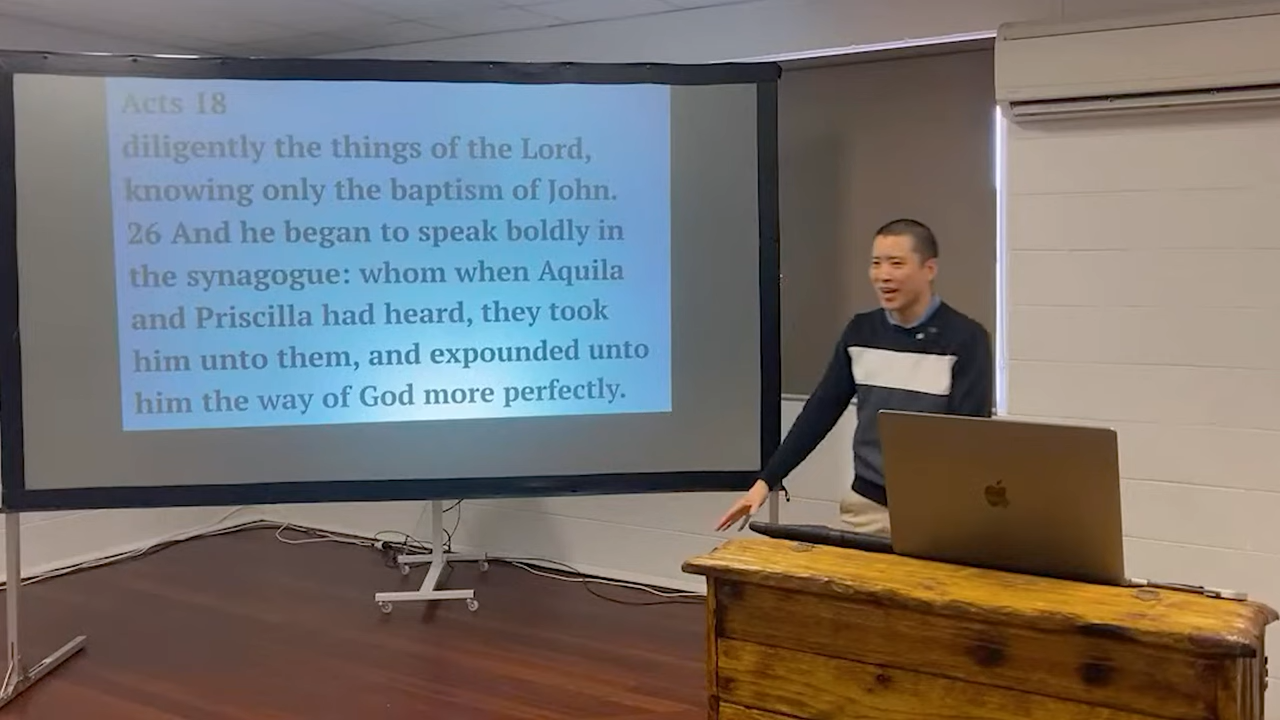 Acts 18
diligently the things of the Lord,
knowing only the baptism of John.
26 And he began to speak boldly in
the synagogue: whom when Aquila
and Priscilla had heard, they took
him unto them, and expounded unto
him the way of God more perfectly.